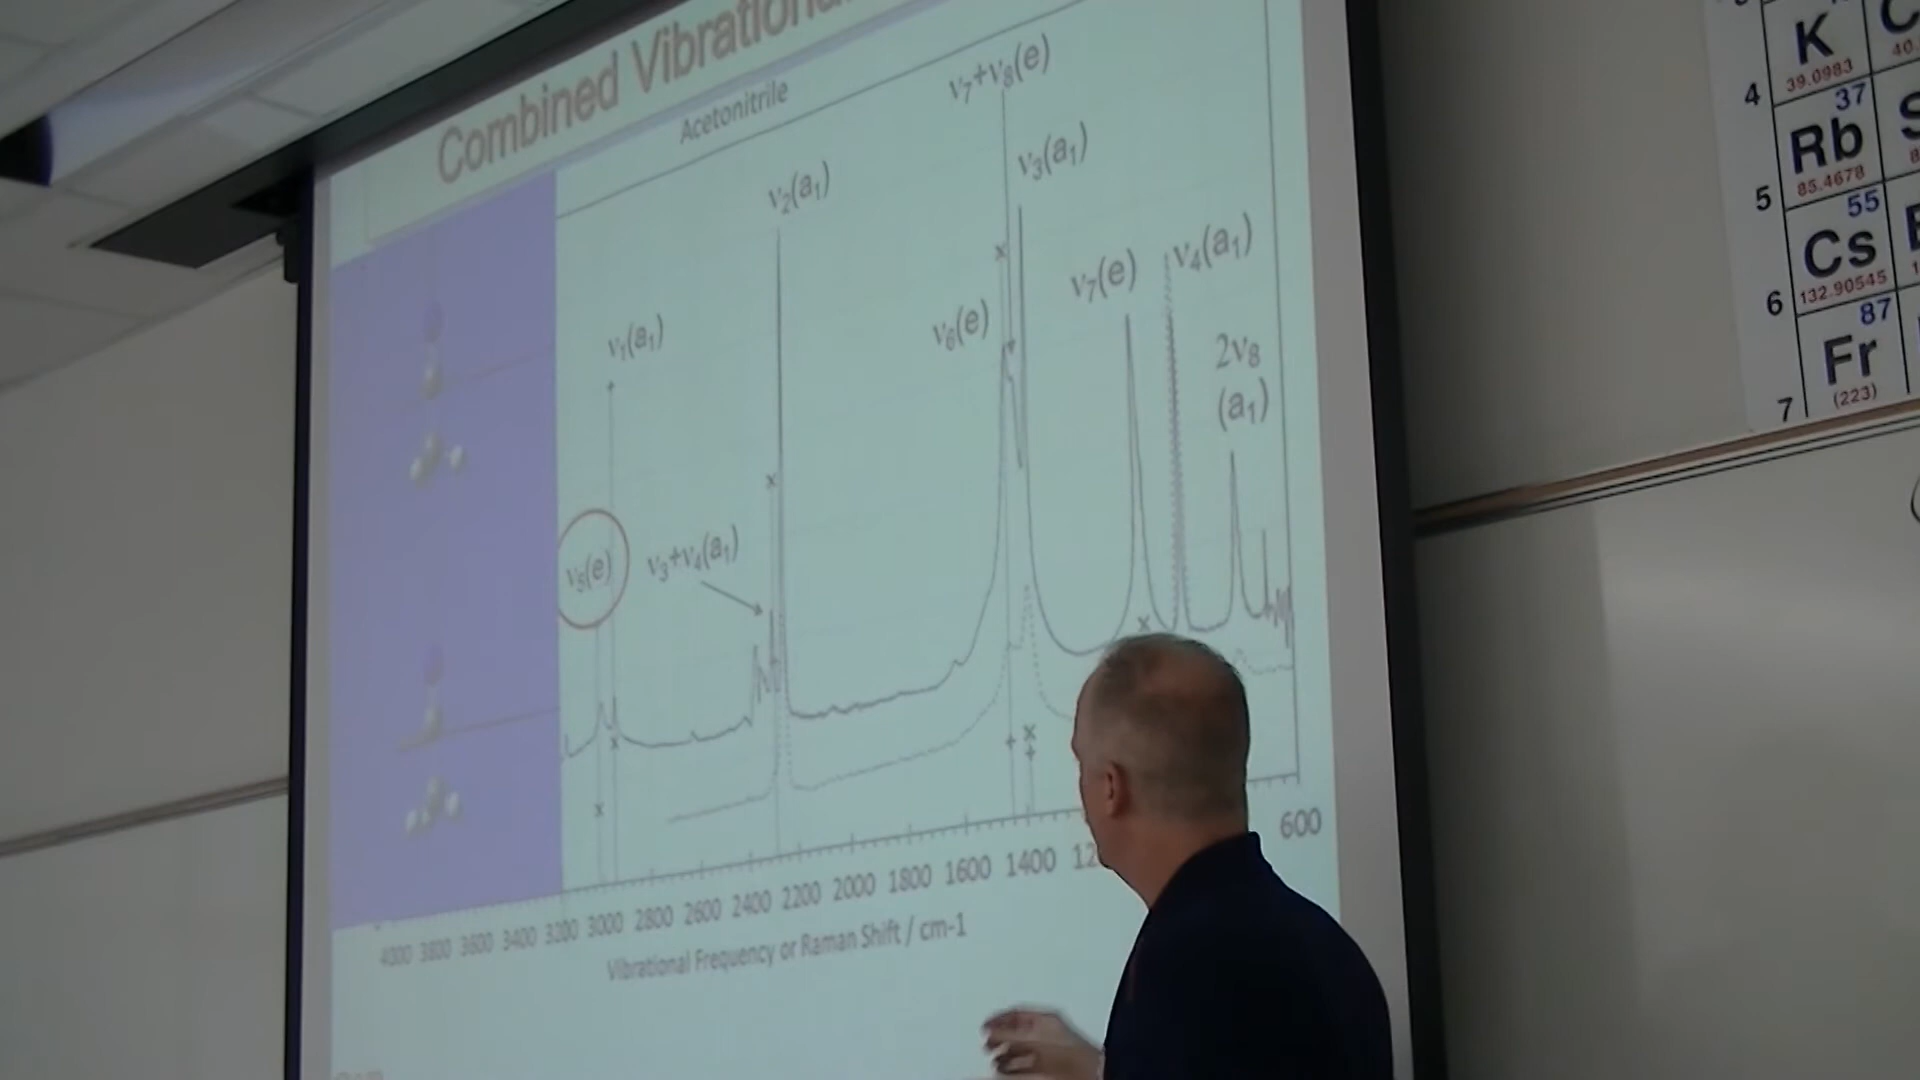 Combined Vibrational
Acetonitrile
ν₇+ν₈(e)
ν₃(a₁)
ν₂(a₁)
ν₄(a₁)
ν₇(e)
ν₁(a₁)
ν₆(e)
2ν₈
(a₁)
ν₅(e)
ν₃+ν₄(a₁)
4000 3800 3600 3400 3200 3000 2800 2600 2400 2200 2000 1800 1600 1400 12 600
Vibrational Frequency or Raman Shift / cm-1
K
39.0983
40.
4
37
Rb
85.4678
5
55
Cs
132.90545
6
87
Fr
(223)
7